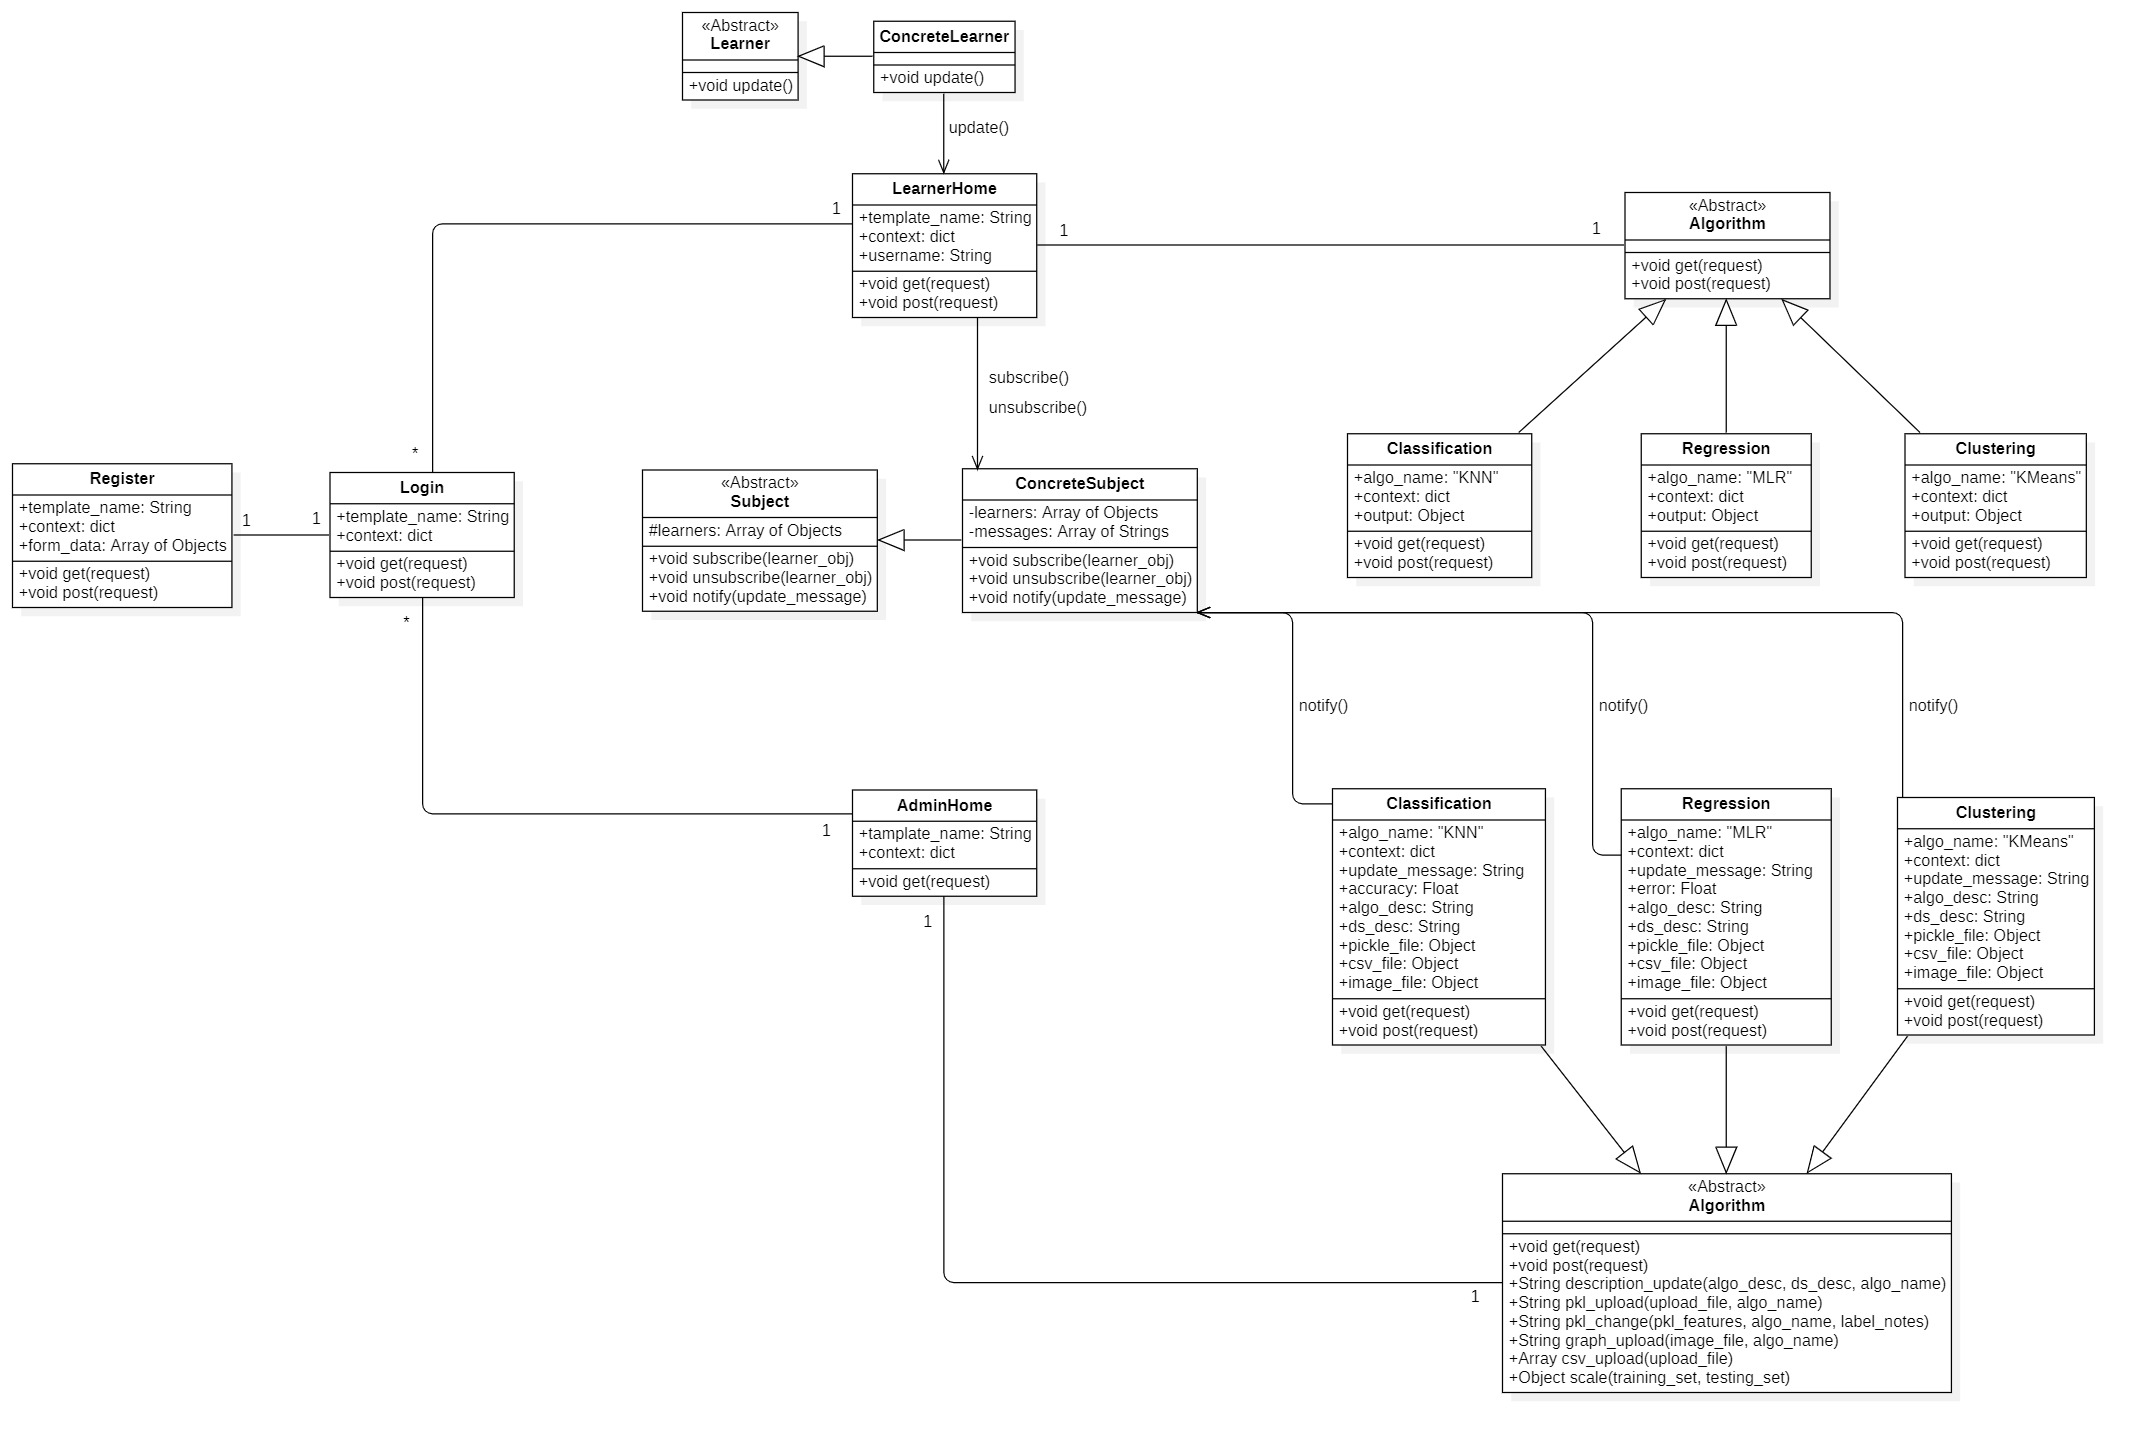 «Abstract»
Learner
+void update()
ConcreteLearner
+void update()
update()
LearnerHome
+template_name: String
+context: dict
+username: String
+void get(request)
+void post(request)
1
1
1
«Abstract»
Algorithm
+void get(request)
+void post(request)
subscribe()
unsubscribe()
*
Register
+template_name: String
+context: dict
+form_data: Array of Objects
+void get(request)
+void post(request)
1
1
Login
+template_name: String
+context: dict
+void get(request)
+void post(request)
*
«Abstract»
Subject
#learners: Array of Objects
+void subscribe(learner_obj)
+void unsubscribe(learner_obj)
+void notify(update_message)
ConcreteSubject
-learners: Array of Objects
-messages: Array of Strings
+void subscribe(learner_obj)
+void unsubscribe(learner_obj)
+void notify(update_message)
Classification
+algo_name: "KNN"
+context: dict
+output: Object
+void get(request)
+void post(request)
Regression
+algo_name: "MLR"
+context: dict
+output: Object
+void get(request)
+void post(request)
Clustering
+algo_name: "KMeans"
+context: dict
+output: Object
+void get(request)
+void post(request)
notify()
notify()
notify()
AdminHome
+tamplate_name: String
+context: dict
+void get(request)
1
1
Classification
+algo_name: "KNN"
+context: dict
+update_message: String
+accuracy: Float
+algo_desc: String
+ds_desc: String
+pickle_file: Object
+csv_file: Object
+image_file: Object
+void get(request)
+void post(request)
Regression
+algo_name: "MLR"
+context: dict
+update_message: String
+error: Float
+algo_desc: String
+ds_desc: String
+pickle_file: Object
+csv_file: Object
+image_file: Object
+void get(request)
+void post(request)
Clustering
+algo_name: "KMeans"
+context: dict
+update_message: String
+algo_desc: String
+ds_desc: String
+pickle_file: Object
+csv_file: Object
+image_file: Object
+void get(request)
+void post(request)
1
«Abstract»
Algorithm
+void get(request)
+void post(request)
+String description_update(algo_desc, ds_desc, algo_name)
+String pkl_upload(upload_file, algo_name)
+String pkl_change(pkl_features, algo_name, label_notes)
+String graph_upload(image_file, algo_name)
+Array csv_upload(upload_file)
+Object scale(training_set, testing_set)